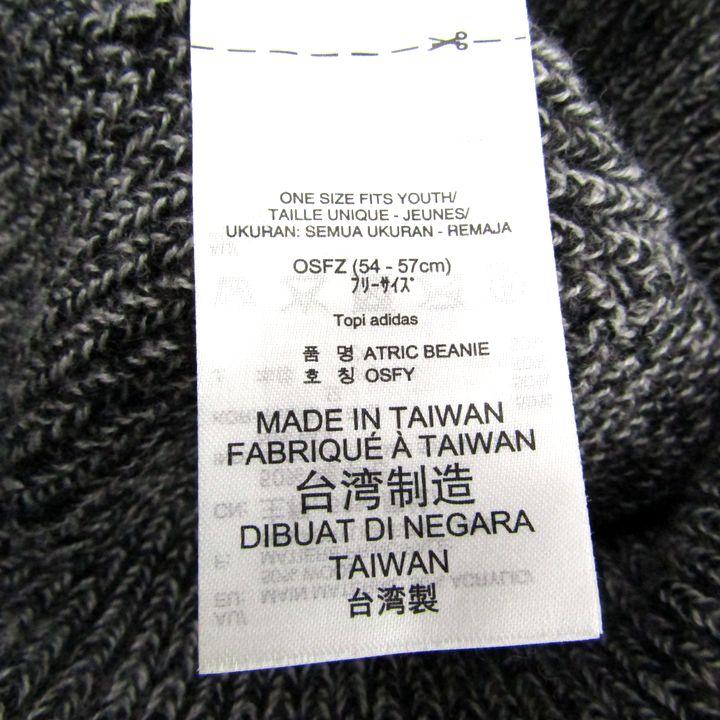 ONE SIZE FITS YOUTH/
TAILLE UNIQUE - JEUNES/
UKURAN: SEMUA UKURAN - REMAJA
OSFZ (54 - 57cm)
ﾌﾘｰｻｲｽﾞ
Topi adidas
품 명 ATRIC BEANIE
호 칭 OSFY
MADE IN TAIWAN
FABRIQUÉ À TAIWAN
台湾制造
DIBUAT DI NEGARA
TAIWAN
台湾製